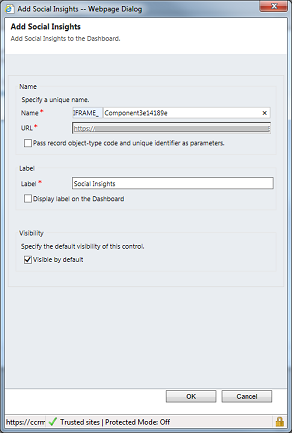 Add Social Insights -- Webpage Dialog
Add Social Insights
Add Social Insights to the Dashboard.
Name
Specify a unique name.
Name * IFRAME_ Component3e14189e ×
URL * https://
Pass record object-type code and unique identifier as parameters.
Label
Label * Social Insights
Display label on the Dashboard
Visibility
Specify the default visibility of this control.
Visible by default
OK Cancel
https://ccrm Trusted sites | Protected Mode: Off